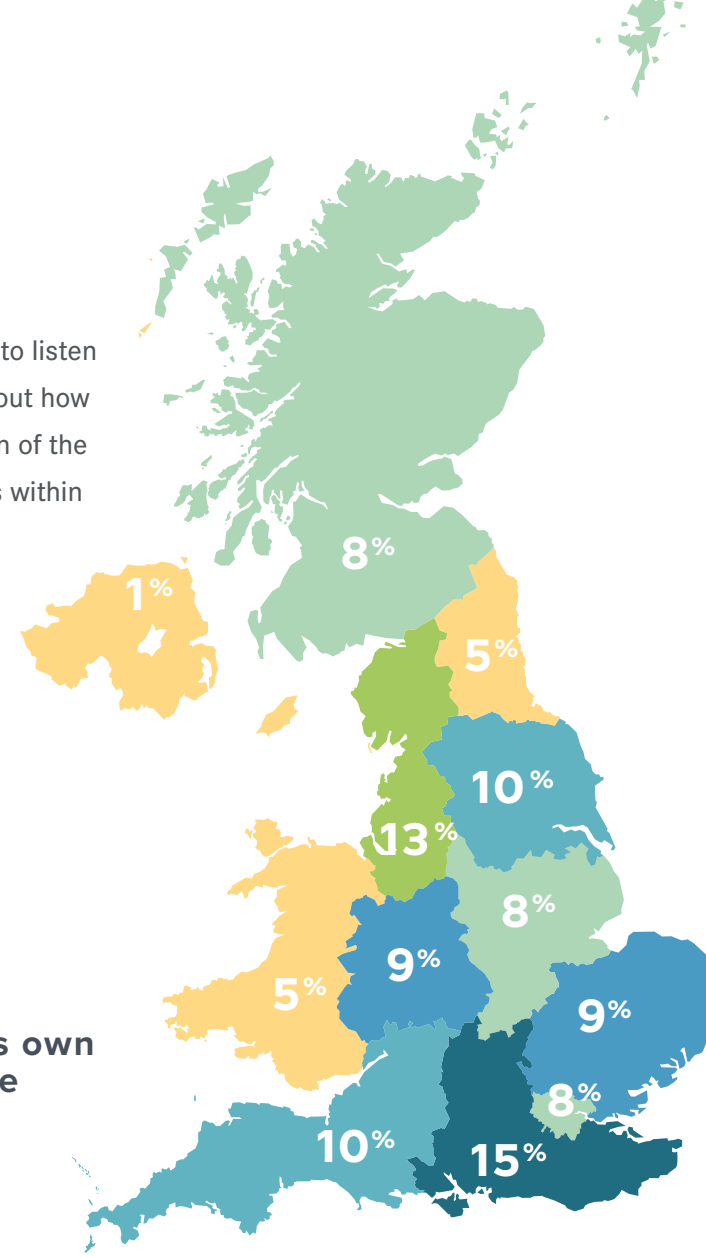 to listen
out how
n of the
s within
8%
1%
5%
10%
13%
8%
9%
5%
9%
8%
10%
15%
s own
e